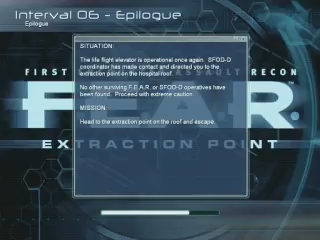 Interval 06 - Epilogue
Epilogue
SITUATION:
The life flight elevator is operational once again. SFOD-D
coordinator has made contact and directed you to the
extraction point on the hospital roof.
No other surviving F.E.A.R. or SFOD-D operatives have
been found. Proceed with extreme caution.
MISSION:
Head to the extraction point on the roof and escape.
FIRST ASSAULT RECON
F.E.A.R.
EXTRACTION POINT